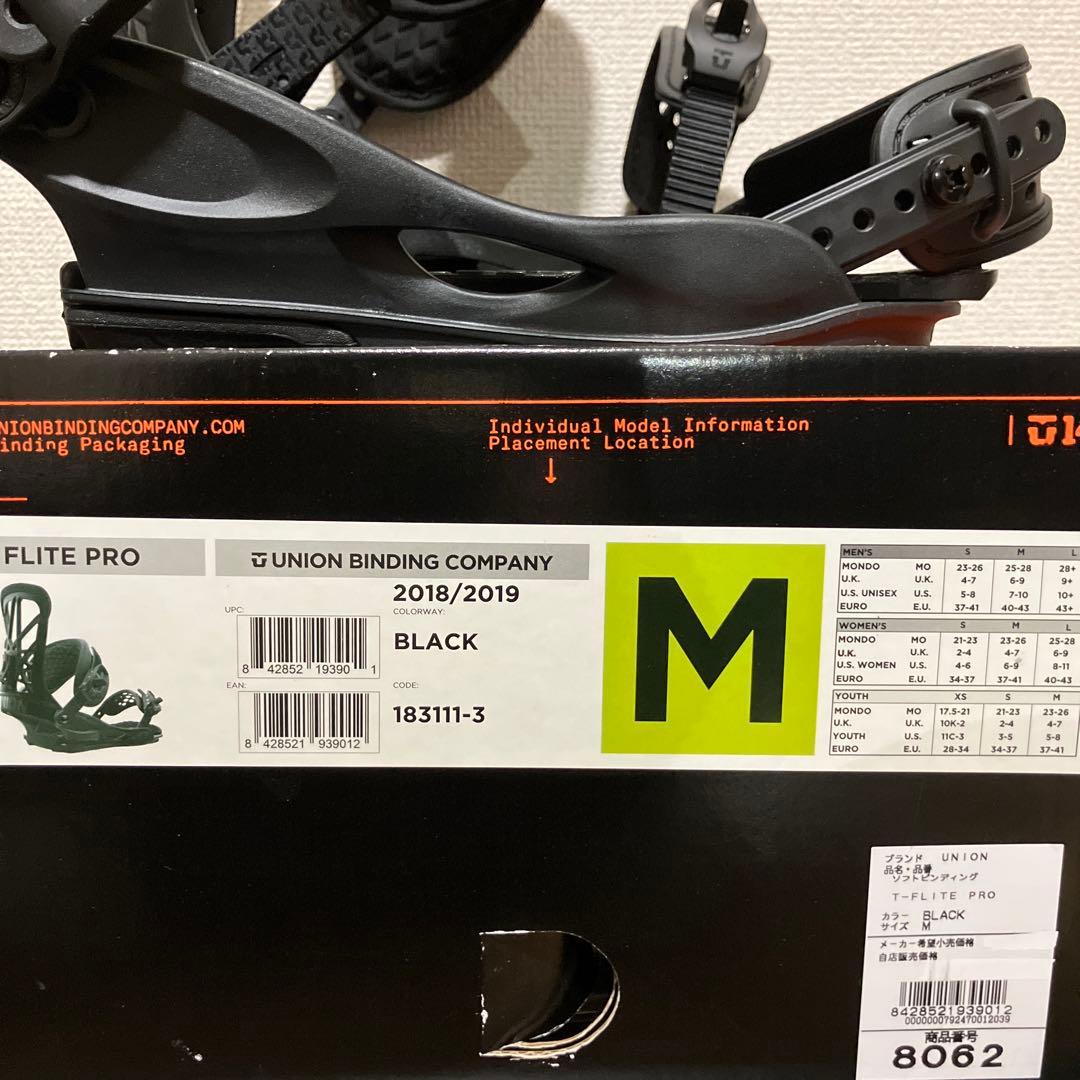 NIONBINDINGCOMPANY.COM
inding Packaging
Individual Model Information
Placement Location
FLITE PRO
UNION BINDING COMPANY
2018/2019
COLORWAY:
BLACK
UPC:
8 42852 19390 1
EAN:
8 428521 939012
CODE:
183111-3
M
MEN'S S M L
MONDO MO 23-26 25-28 28+
U.K. U.K. 4-7 6-9 9+
U.S. UNISEX U.S. 5-8 7-10 10+
EURO E.U. 37-41 40-43 43+
WOMEN'S S M L
MONDO MO 21-23 23-26 25-28
U.K. U.K. 2-4 4-7 6-9
U.S. WOMEN U.S. 4-6 6-9 8-11
EURO E.U. 34-37 37-41 40-43
YOUTH XS S M
MONDO MO 17.5-21 21-23 23-26
U.K. U.K. 10K-2 2-4 4-7
YOUTH U.S. 11C-3 3-5 5-8
EURO E.U. 28-34 34-37 37-41
ブランド UNION
品名・品番
ソフトビンディング
T-FLITE PRO
カラー BLACK
サイズ M
メーカー希望小売価格
自店販売価格
8428521939012
0000000792470012039
商品番号
8062